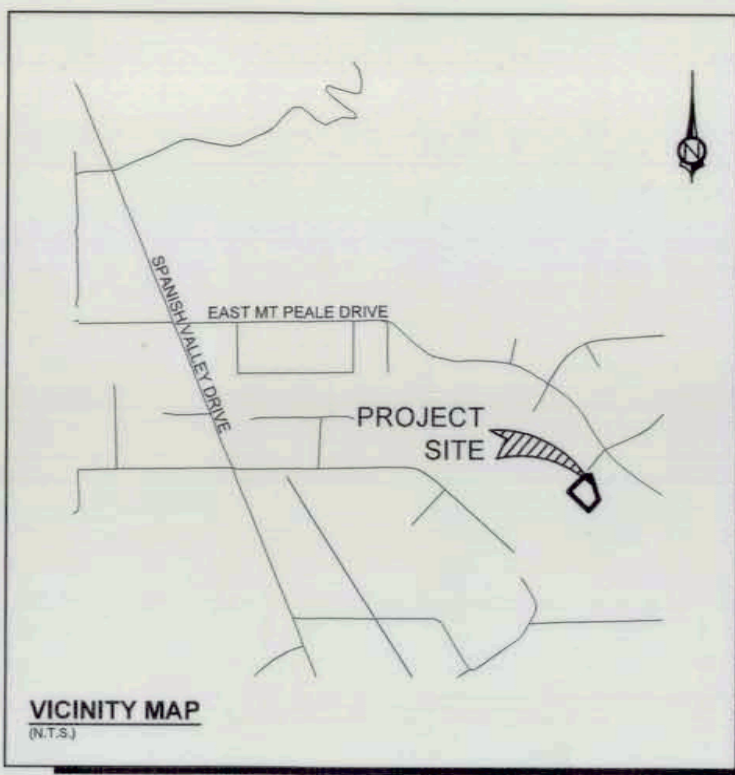 N
SPANISH VALLEY DRIVE
EAST MT PEALE DRIVE
PROJECT
SITE
VICINITY MAP
(N.T.S.)